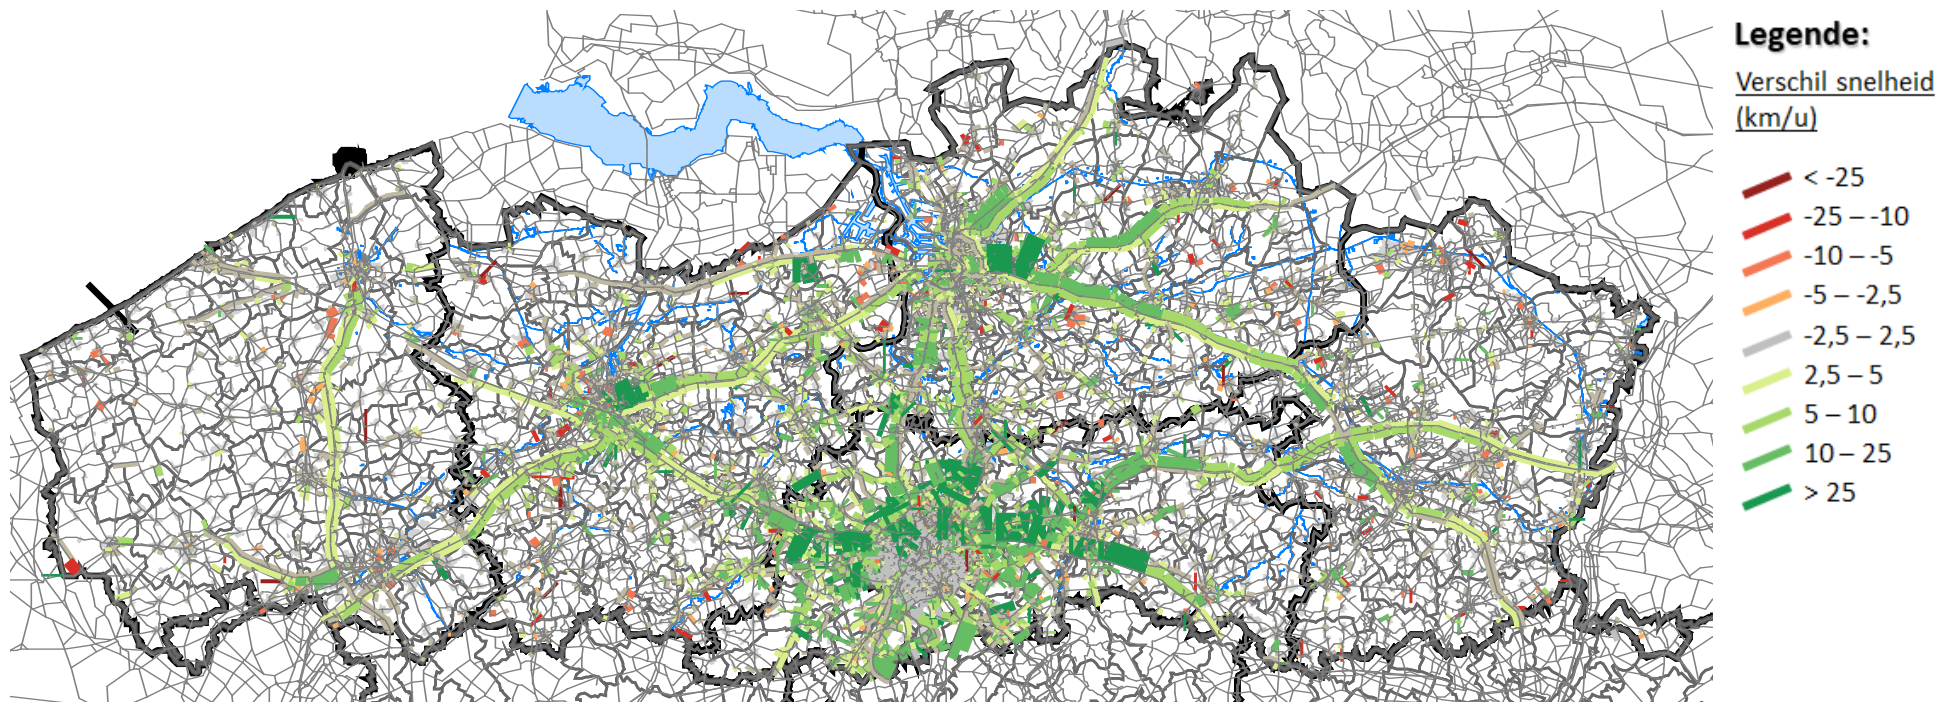 Legende:
Verschil snelheid
(km/u)
< -25
-25 – -10
-10 – -5
-5 – -2,5
-2,5 – 2,5
2,5 – 5
5 – 10
10 – 25
> 25